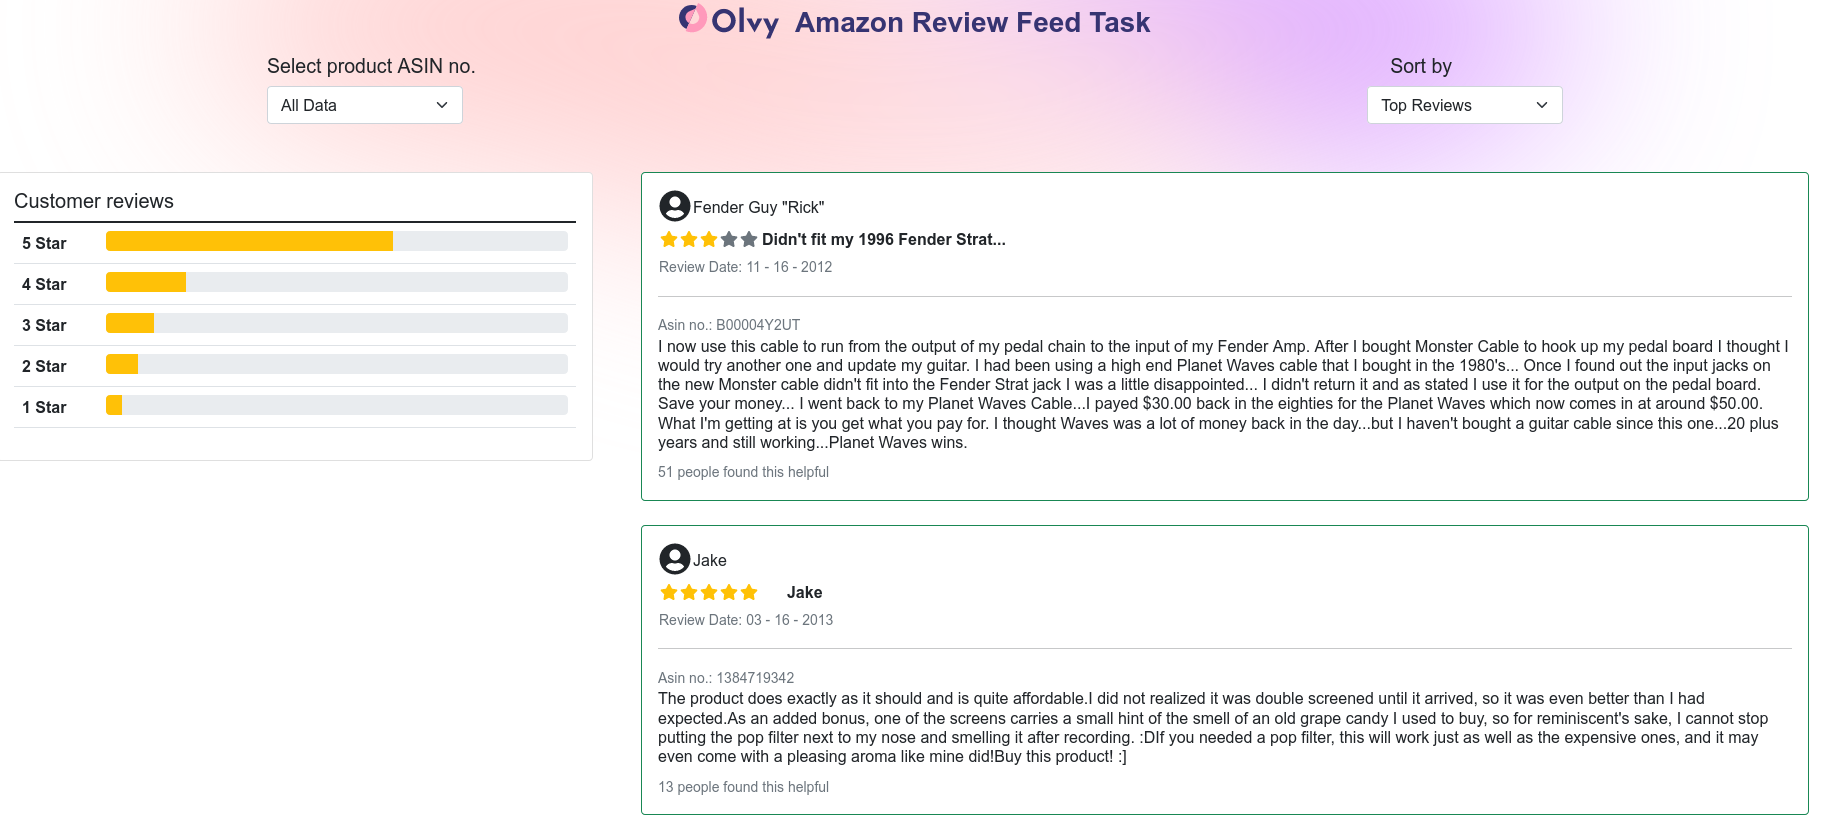 Olvy Amazon Review Feed Task
Select product ASIN no.
Sort by
All Data
Top Reviews
Customer reviews
5 Star
4 Star
3 Star
2 Star
1 Star
Fender Guy "Rick"
Didn't fit my 1996 Fender Strat...
Review Date: 11 - 16 - 2012
Asin no.: B00004Y2UT
I now use this cable to run from the output of my pedal chain to the input of my Fender Amp. After I bought Monster Cable to hook up my pedal board I thought I
would try another one and update my guitar. I had been using a high end Planet Waves cable that I bought in the 1980's... Once I found out the input jacks on
the new Monster cable didn't fit into the Fender Strat jack I was a little disappointed... I didn't return it and as stated I use it for the output on the pedal board.
Save your money... I went back to my Planet Waves Cable...I payed $30.00 back in the eighties for the Planet Waves which now comes in at around $50.00.
What I'm getting at is you get what you pay for. I thought Waves was a lot of money back in the day...but I haven't bought a guitar cable since this one...20 plus
years and still working...Planet Waves wins.
51 people found this helpful
Jake
Jake
Review Date: 03 - 16 - 2013
Asin no.: 1384719342
The product does exactly as it should and is quite affordable.I did not realized it was double screened until it arrived, so it was even better than I had
expected.As an added bonus, one of the screens carries a small hint of the smell of an old grape candy I used to buy, so for reminiscent's sake, I cannot stop
putting the pop filter next to my nose and smelling it after recording. :DIf you needed a pop filter, this will work just as well as the expensive ones, and it may
even come with a pleasing aroma like mine did!Buy this product! :]
13 people found this helpful